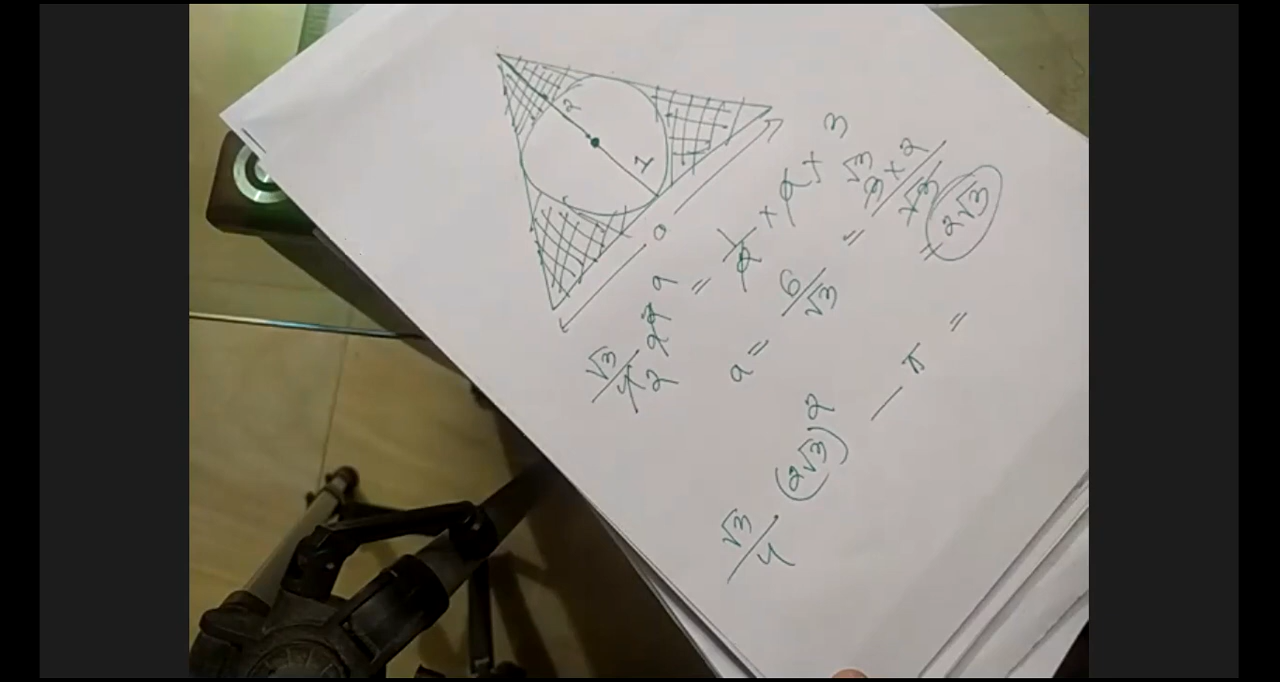 2
1
a
√3/4 a² a = 1/2 × a × 3
a = 6/√3 = √3 3 × 2/√3
= 2√3
√3/4 (2√3)² - π =